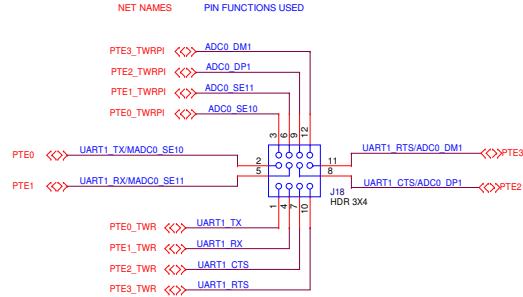 NET NAMES PIN FUNCTIONS USED
PTE3_TWRPI ADC0_DM1
PTE2_TWRPI ADC0_DP1
PTE1_TWRPI ADC0_SE11
PTE0_TWRPI ADC0_SE10
3 6 9 12
PTE0 UART1_TX/MADC0_SE10 2 11 UART1_RTS/ADC0_DM1 PTE3
PTE1 UART1_RX/MADC0_SE11 5 8 UART1_CTS/ADC0_DP1 PTE2
J18
HDR 3X4
1 4 7 10
PTE0_TWR UART1_TX
PTE1_TWR UART1_RX
PTE2_TWR UART1_CTS
PTE3_TWR UART1_RTS